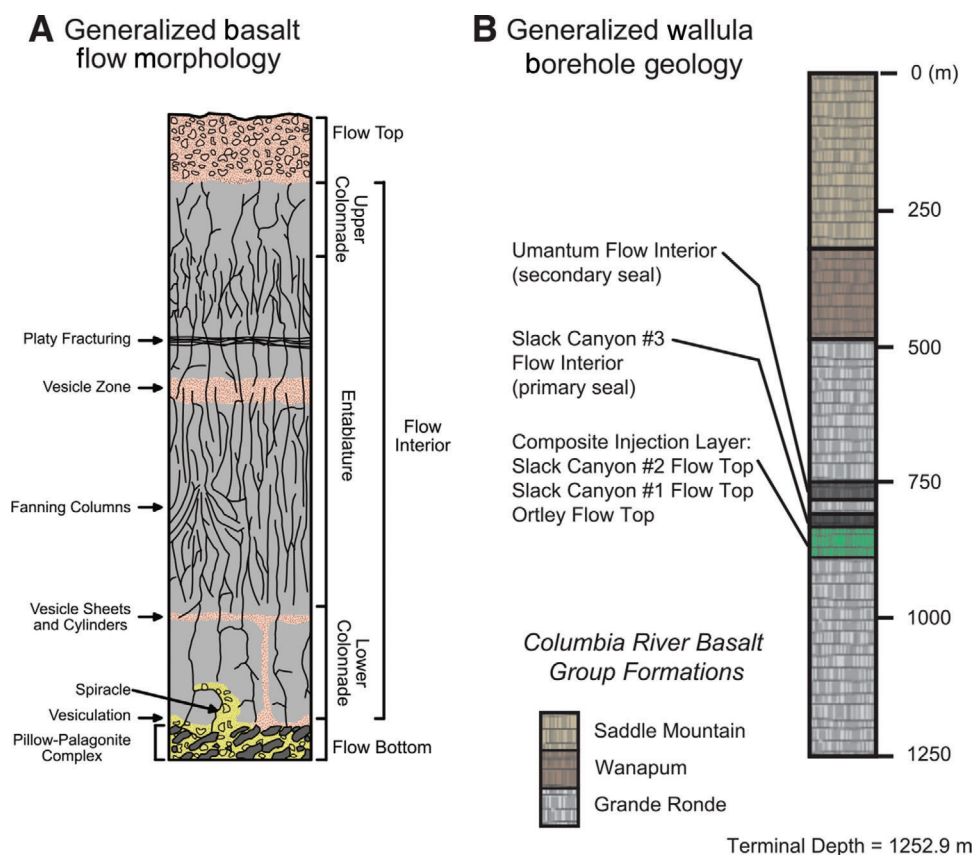 A Generalized basalt
flow morphology
Flow Top
Upper
Colonnade
Platy Fracturing
Vesicle Zone
Entablature
Flow
Interior
Fanning Columns
Vesicle Sheets
and Cylinders
Lower
Colonnade
Spiracle
Vesiculation
Pillow-Palagonite
Complex
Flow Bottom
B Generalized wallula
borehole geology
0 (m)
250
500
750
1000
1250
Umantum Flow Interior
(secondary seal)
Slack Canyon #3
Flow Interior
(primary seal)
Composite Injection Layer:
Slack Canyon #2 Flow Top
Slack Canyon #1 Flow Top
Ortley Flow Top
Columbia River Basalt
Group Formations
Saddle Mountain
Wanapum
Grande Ronde
Terminal Depth = 1252.9 m